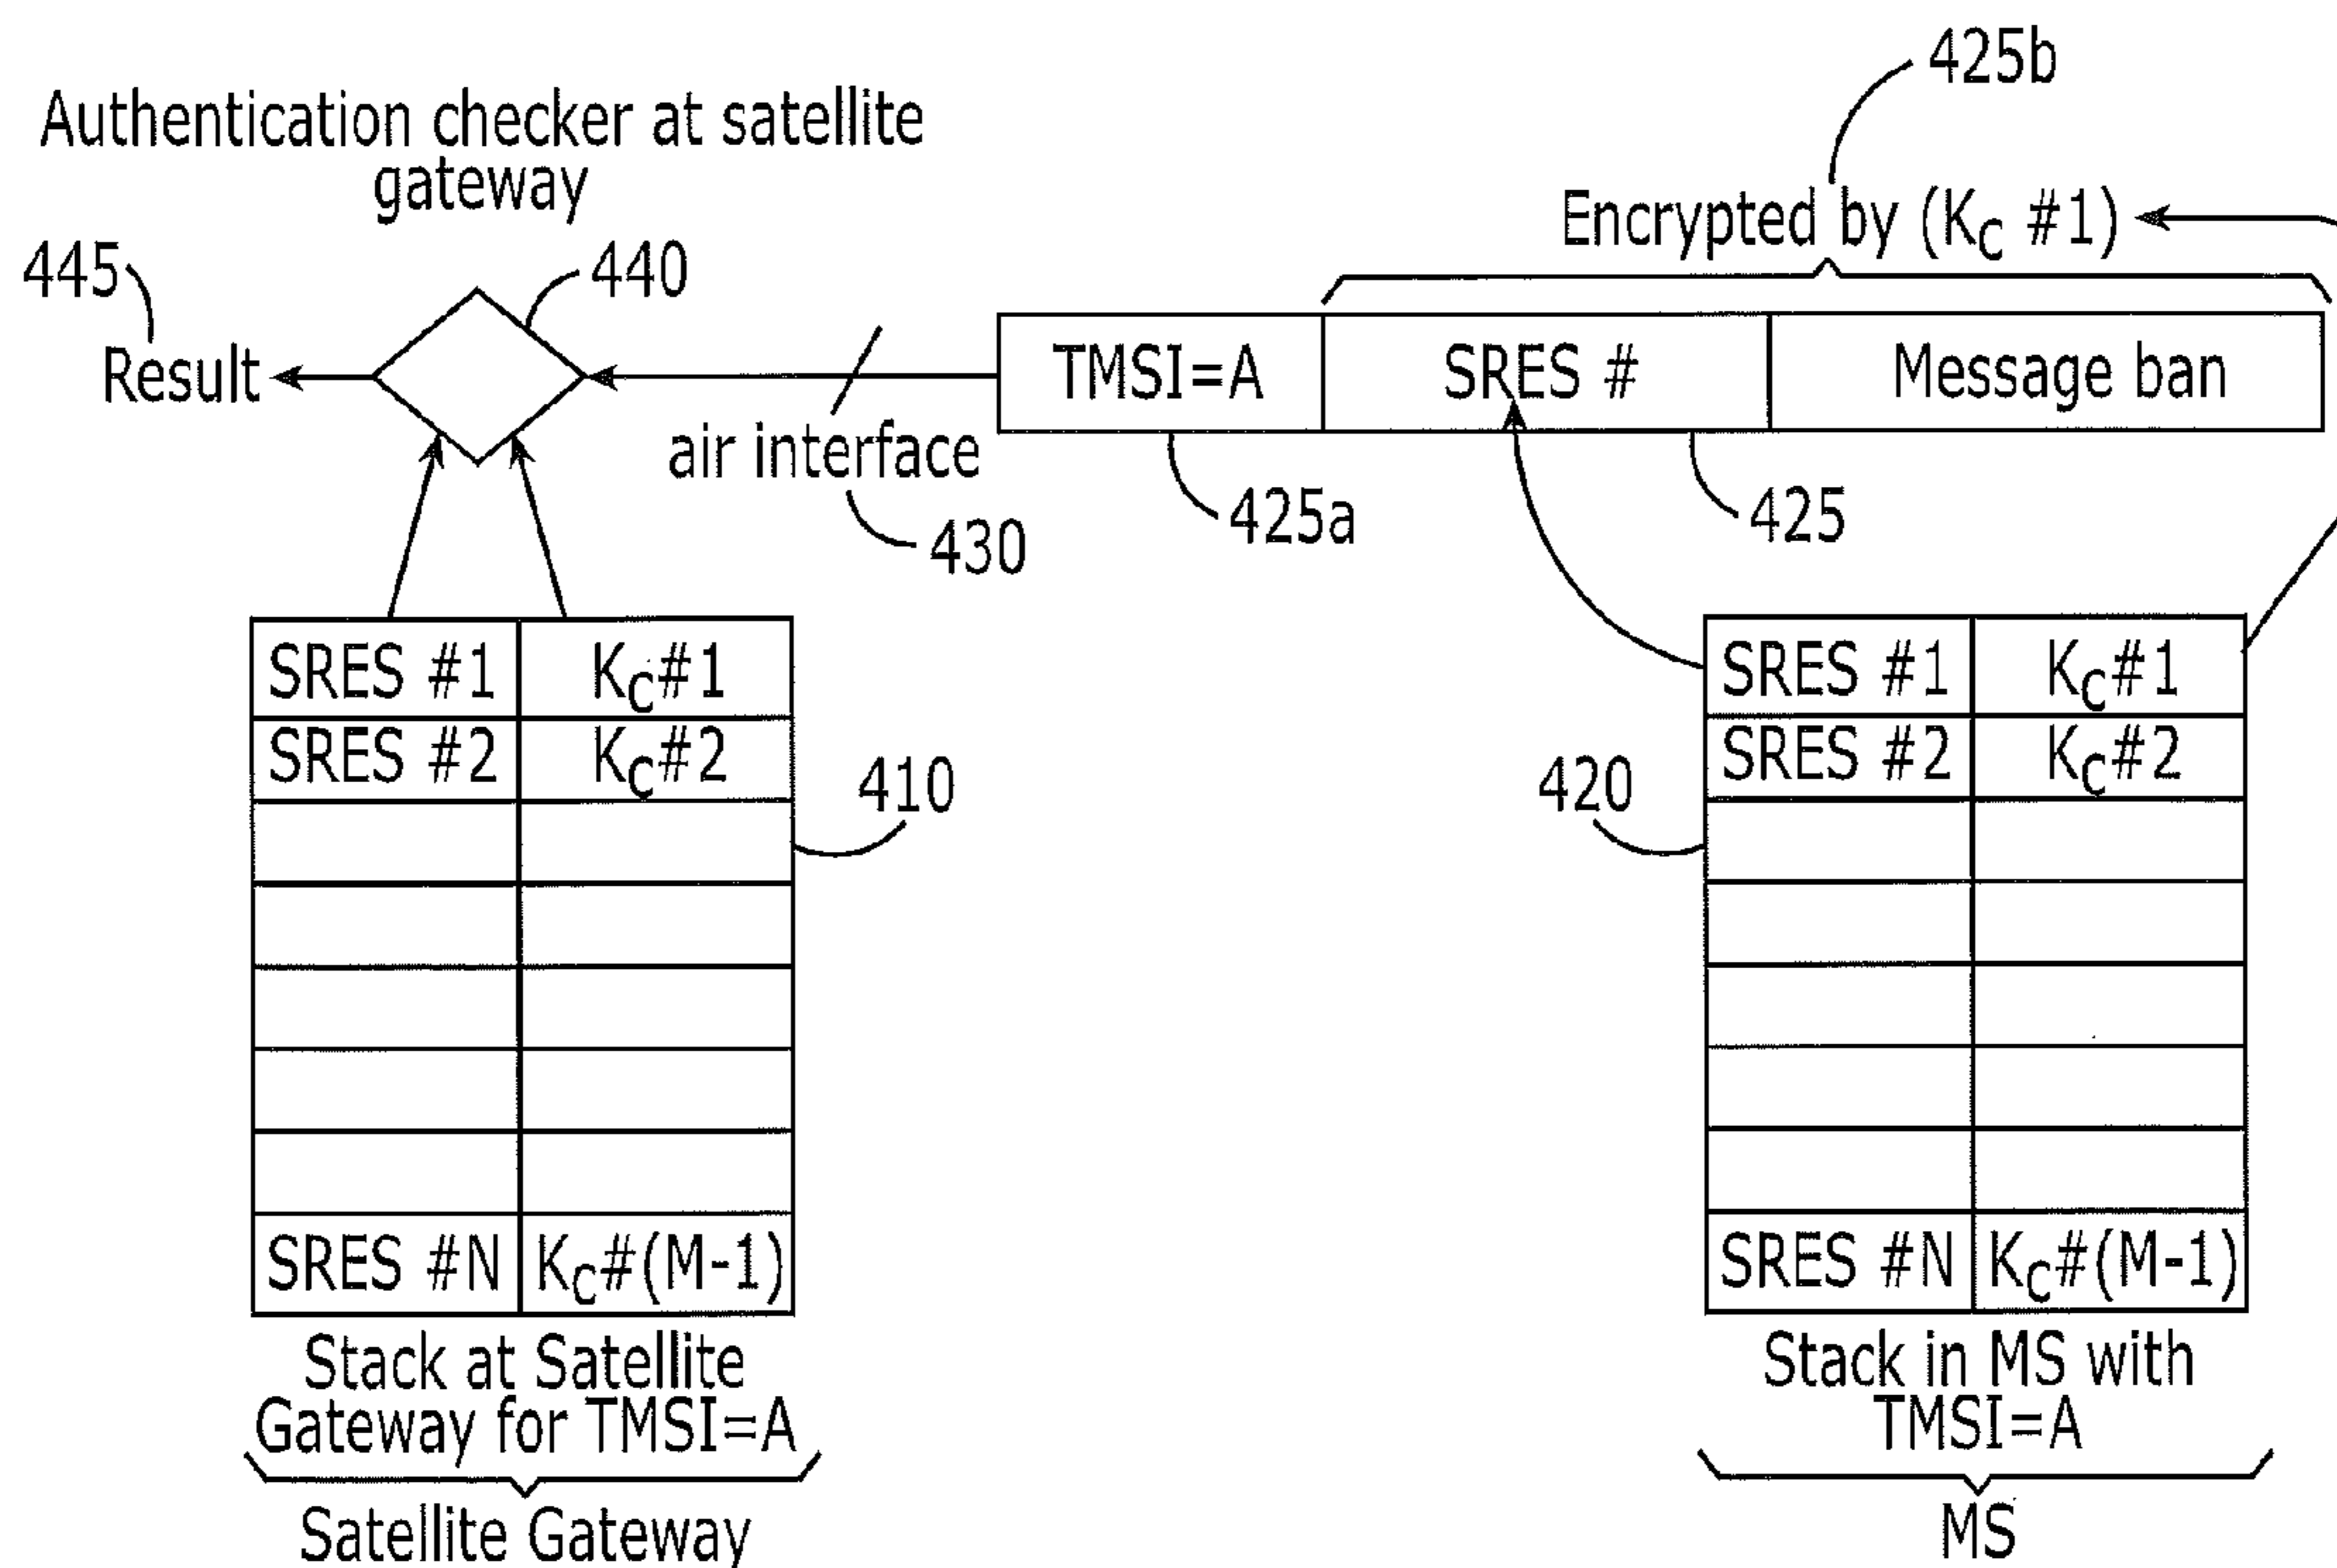 425b
Authentication checker at satellite
gateway
Encrypted by (KC #1)
445
440
Result
TMSI=A
SRES #
Message ban
air interface
430
425a
425
SRES #1
KC#1
SRES #2
KC#2
410
SRES #N
KC#(M-1)
Stack at Satellite
Gateway for TMSI=A
Satellite Gateway
SRES #1
KC#1
SRES #2
KC#2
420
SRES #N
KC#(M-1)
Stack in MS with
TMSI=A
MS